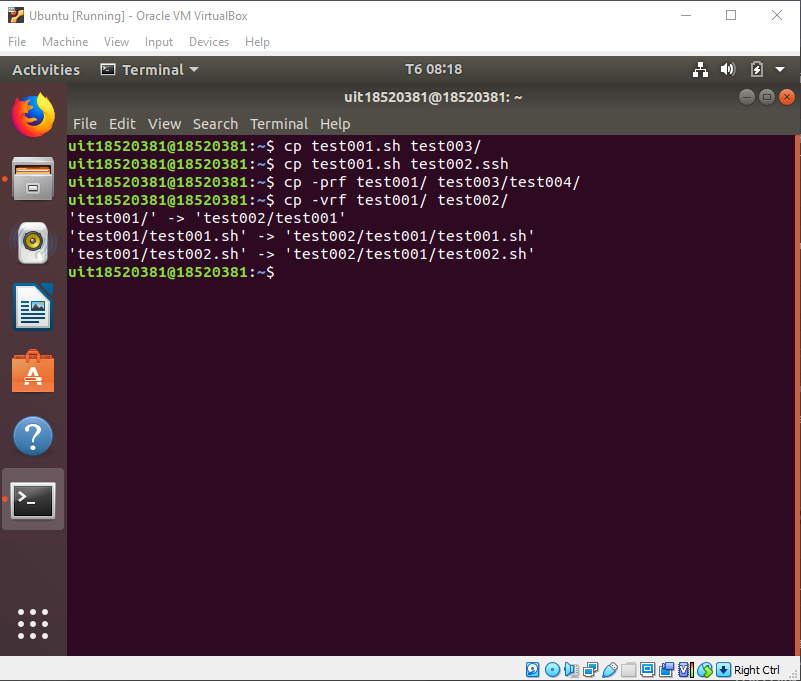 Ubuntu [Running] - Oracle VM VirtualBox
File Machine View Input Devices Help
Activities Terminal T6 08:18
uit18520381@18520381: ~
File Edit View Search Terminal Help
uit18520381@18520381:~$ cp test001.sh test003/
uit18520381@18520381:~$ cp test001.sh test002.ssh
uit18520381@18520381:~$ cp -prf test001/ test003/test004/
uit18520381@18520381:~$ cp -vrf test001/ test002/
'test001/' -> 'test002/test001'
'test001/test001.sh' -> 'test002/test001/test001.sh'
'test001/test002.sh' -> 'test002/test001/test002.sh'
uit18520381@18520381:~$
Right Ctrl